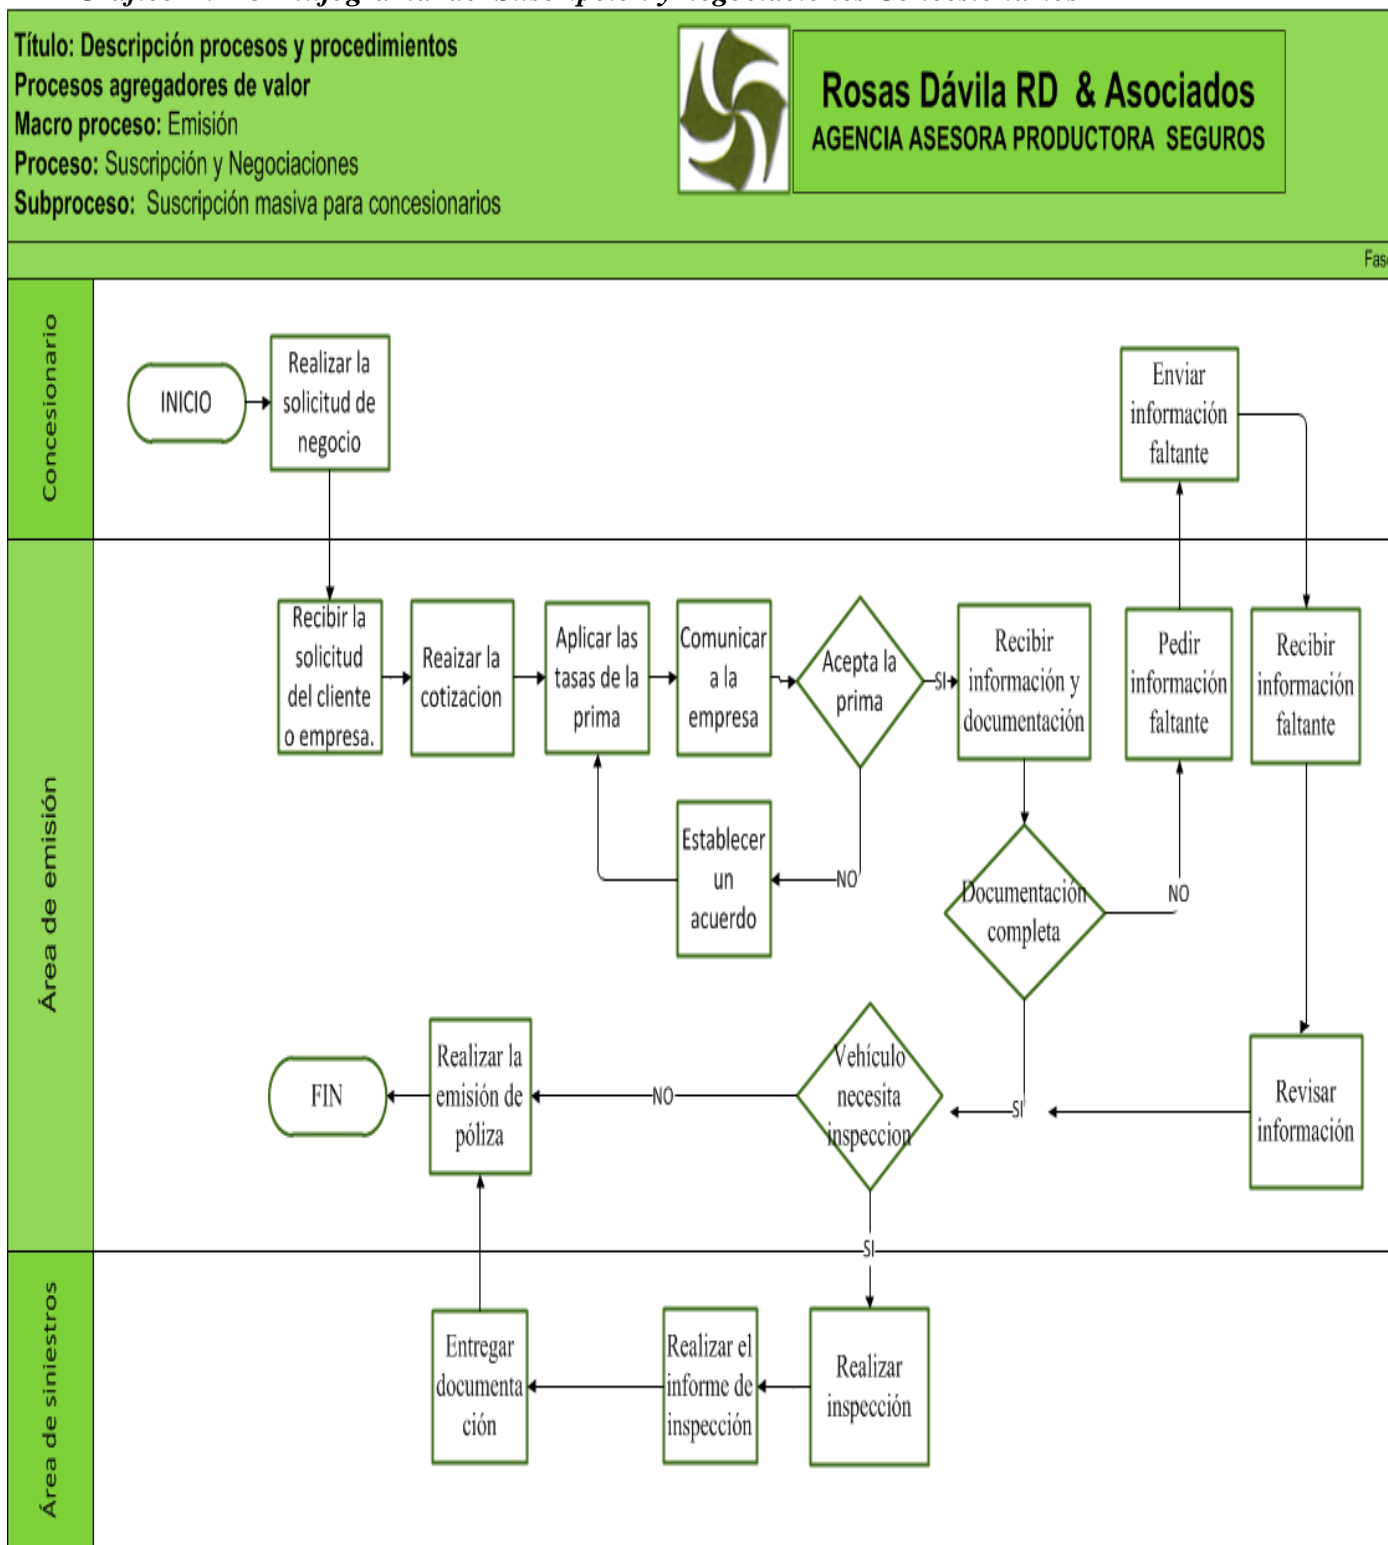 Suscripción y Negociaciones Concesionarios
Título: Descripción procesos y procedimientos
Procesos agregadores de valor
Macro proceso: Emisión
Proceso: Suscripción y Negociaciones
Subproceso: Suscripción masiva para concesionarios
Rosas Dávila RD & Asociados
AGENCIA ASESORA PRODUCTORA SEGUROS
Concesionario
INICIO
Realizar la
solicitud de
negocio
Enviar
información
faltante
Área de emisión
Recibir la
solicitud
del cliente
o empresa.
Reaizar la
cotizacion
Aplicar las
tasas de la
prima
Comunicar
a la
empresa
Acepta la
prima
SI
Recibir
información y
documentación
Pedir
información
faltante
Recibir
información
faltante
Establecer
un
acuerdo
NO
Documentación
completa
NO
FIN
Realizar la
emisión de
póliza
NO
Vehículo
necesita
inspeccion
SI
Revisar
información
SI
Área de siniestros
Entregar
documenta
ción
Realizar el
informe de
inspección
Realizar
inspección